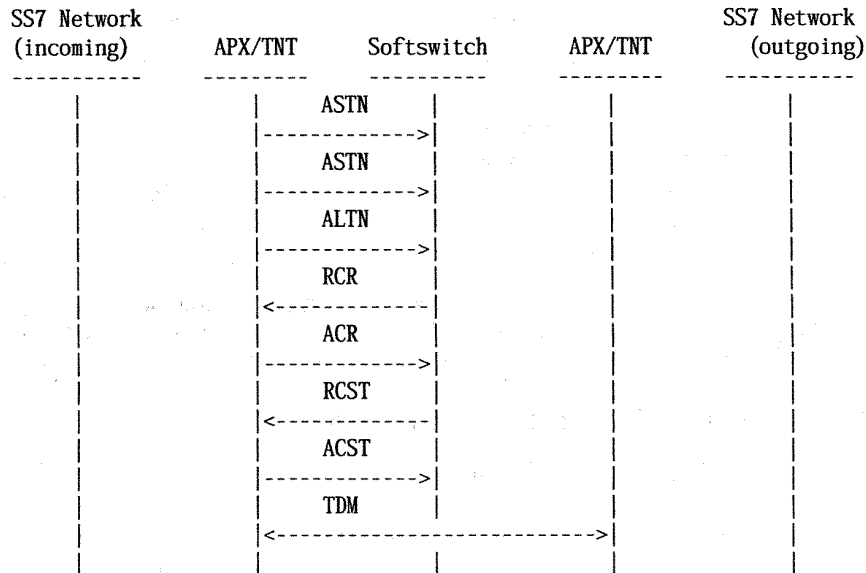 SS7 Network SS7 Network
(incoming) APX/TNT Softswitch APX/TNT (outgoing)
ASTN
ASTN
ALTN
RCR
ACR
RCST
ACST
TDM